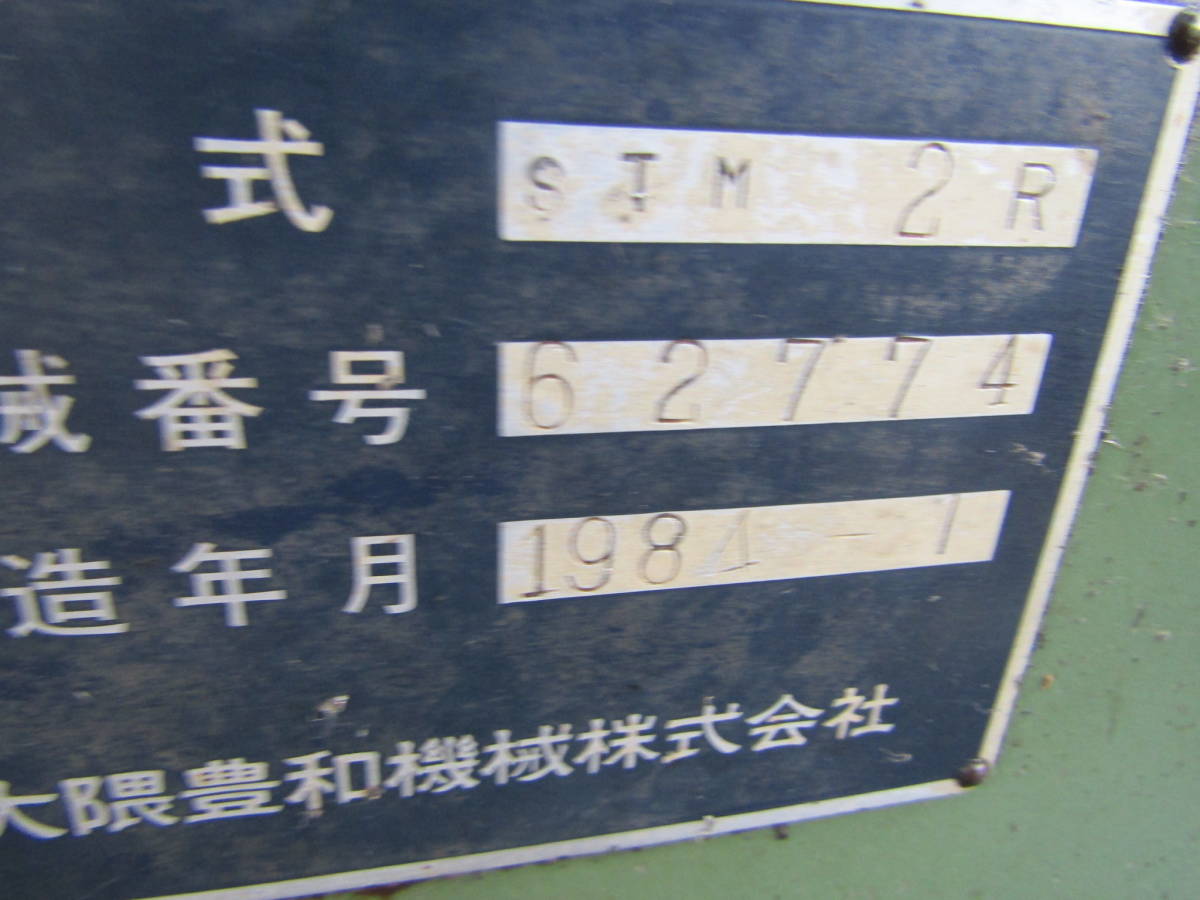 式 STM 2R
械番号 62774
造年月 1984-1
大隈豊和機械株式会社